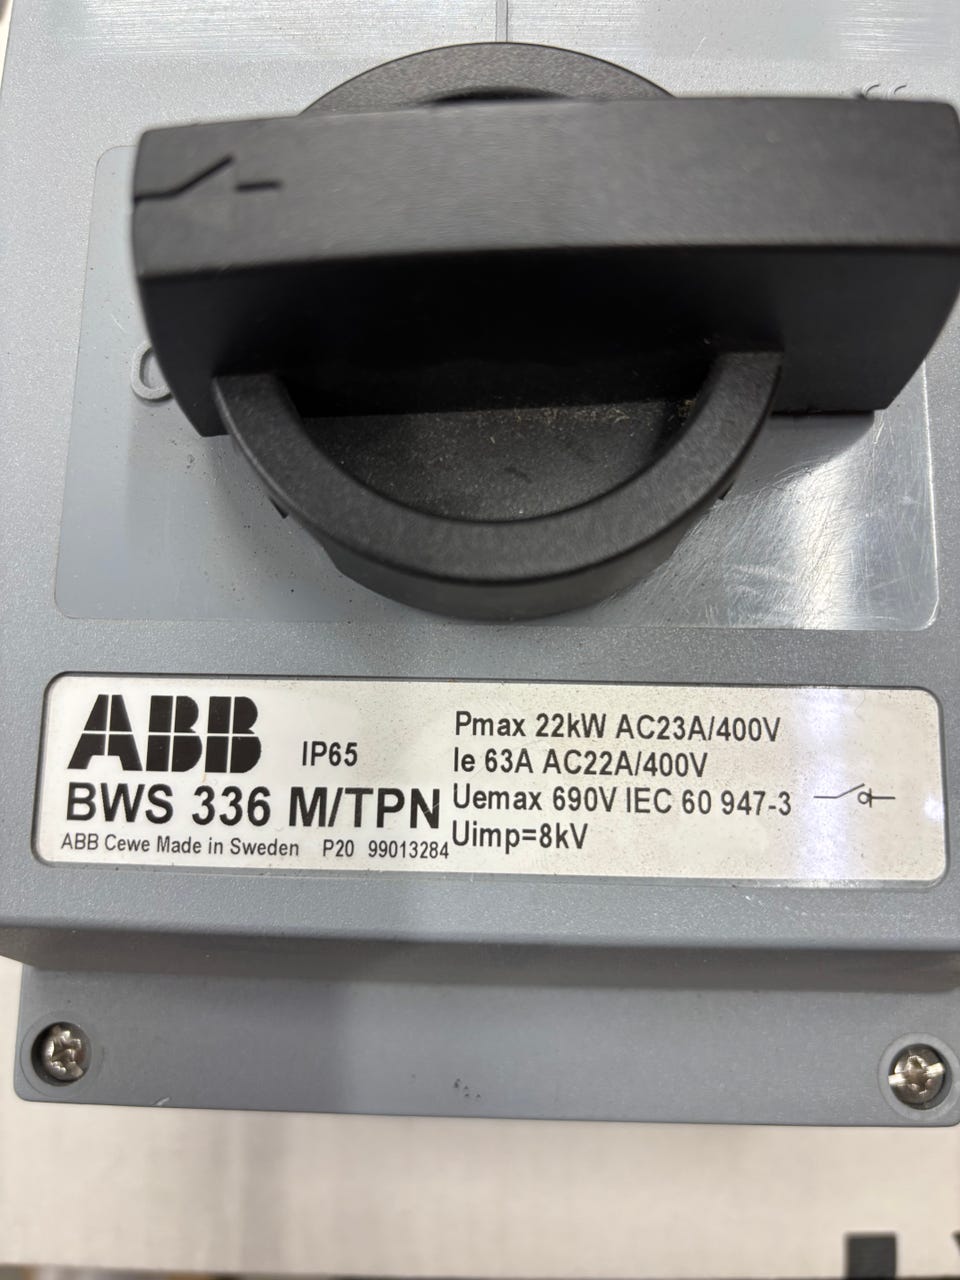 ABB
IP65
BWS 336 M/TPN
ABB Cewe Made in Sweden P20 99013284
Pmax 22kW AC23A/400V
Ie 63A AC22A/400V
Uemax 690V IEC 60 947-3
Uimp=8kV